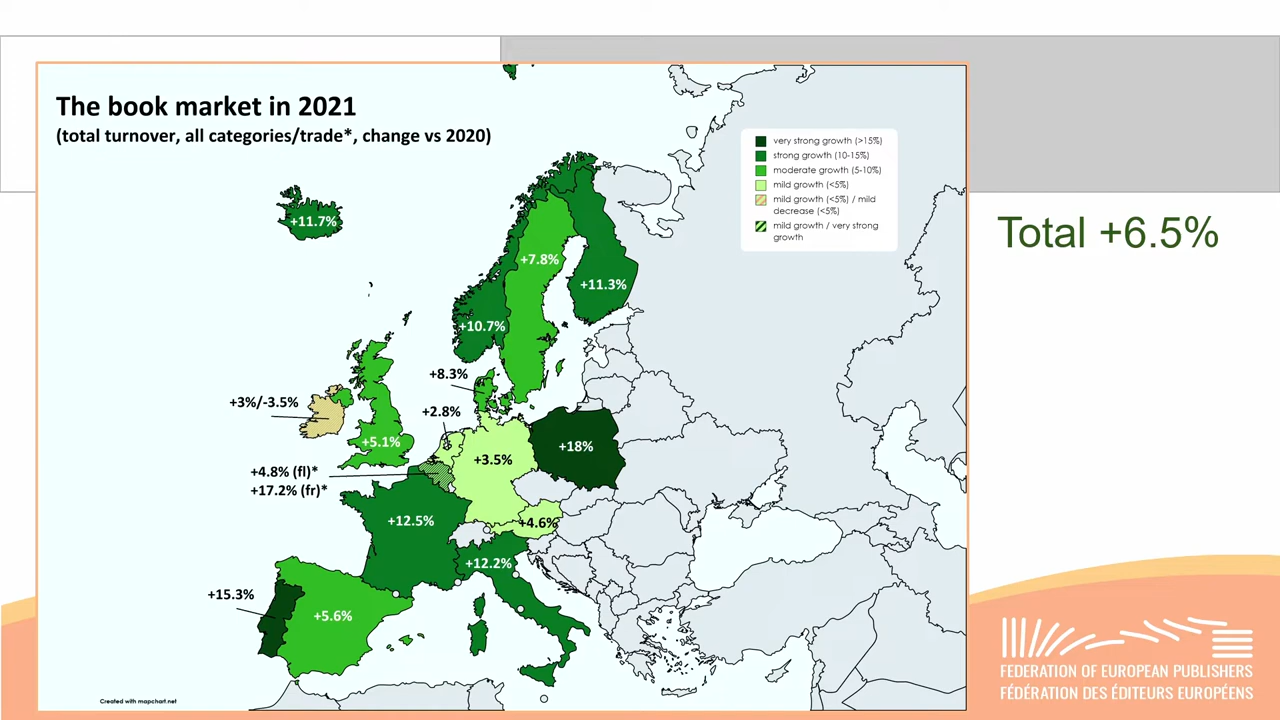 The book market in 2021
(total turnover, all categories/trade*, change vs 2020)
very strong growth (>15%)
strong growth (10-15%)
moderate growth (5-10%)
mild growth (<5%)
mild growth (<5%) / mild
decrease (<5%)
mild growth / very strong
growth
Total +6.5%
+11.7%
+7.8%
+11.3%
+10.7%
+8.3%
+3%/-3.5%
+2.8%
+5.1%
+18%
+3.5%
+4.8% (fl)*
+17.2% (fr)*
+12.5%
+4.6%
+12.2%
+15.3%
+5.6%
Created with mapchart.net
FEDERATION OF EUROPEAN PUBLISHERS
FÉDÉRATION DES ÉDITEURS EUROPÉENS